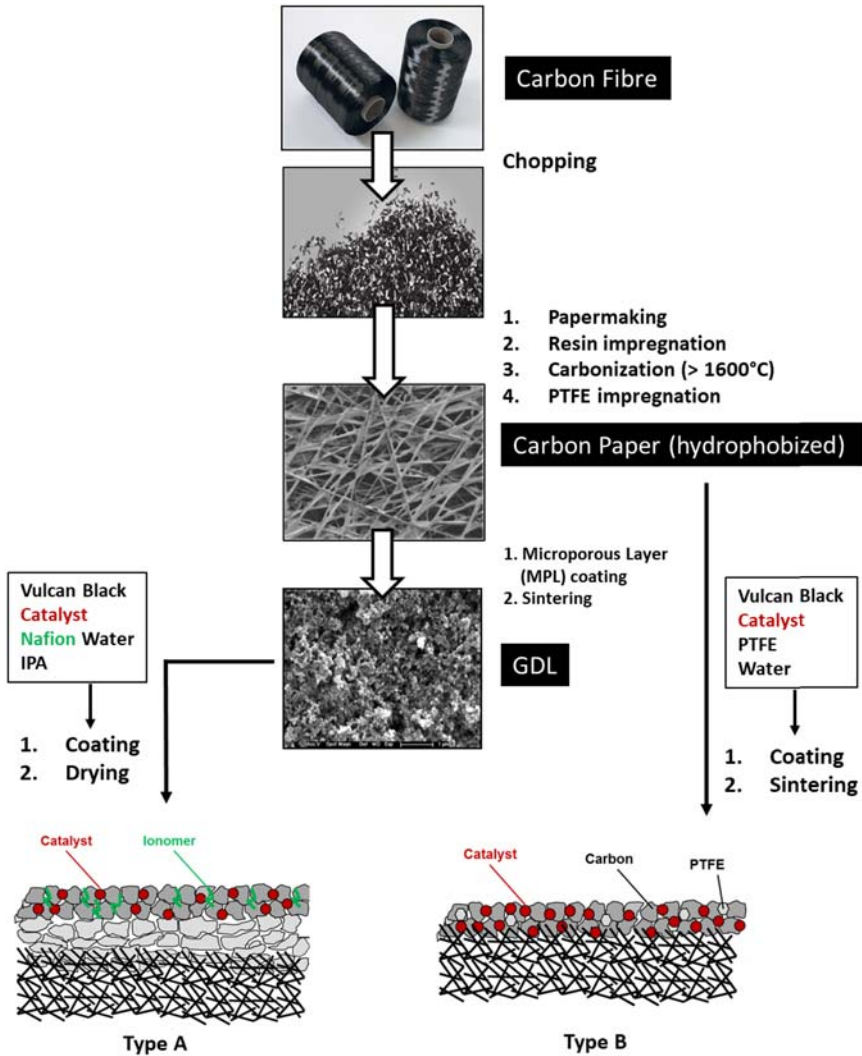 Carbon Fibre
Chopping
1. Papermaking
2. Resin impregnation
3. Carbonization (> 1600°C)
4. PTFE impregnation
Carbon Paper (hydrophobized)
1. Microporous Layer
(MPL) coating
2. Sintering
GDL
Vulcan Black
Catalyst
Nafion Water
IPA
1. Coating
2. Drying
Vulcan Black
Catalyst
PTFE
Water
1. Coating
2. Sintering
Catalyst
Ionomer
Type A
Catalyst
Carbon
PTFE
Type B